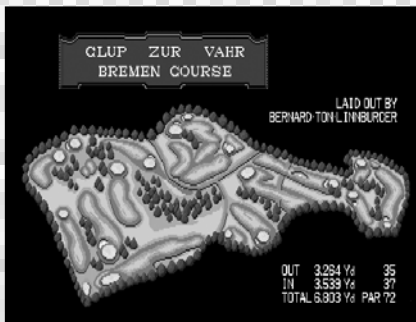 CLUP ZUR VAHR
BREMEN COURSE
LAID OUT BY
BERNARD·TON·LINNBURGER
OUT 3.264 Yd 35
IN 3.539 Yd 37
TOTAL 6.803 Yd PAR 72